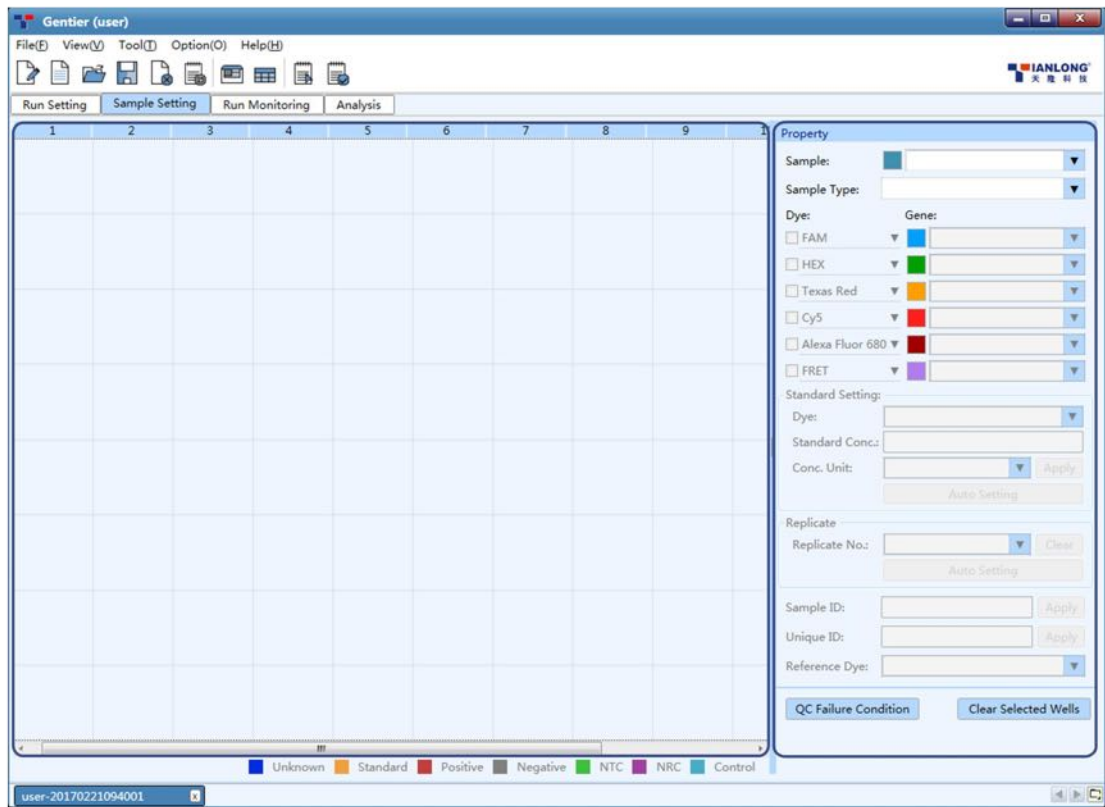 Gentier (user)
File(F) View(V) Tool(T) Option(O) Help(H)
TIANLONG
天隆科技
Run Setting Sample Setting Run Monitoring Analysis
1 2 3 4 5 6 7 8 9 1
Property
Sample:
Sample Type:
Dye: Gene:
FAM
HEX
Texas Red
Cy5
Alexa Fluor 680
FRET
Standard Setting:
Dye:
Standard Conc.:
Conc. Unit: Apply
Auto Setting
Replicate
Replicate No.: Clear
Auto Setting
Sample ID: Apply
Unique ID: Apply
Reference Dye:
QC Failure Condition Clear Selected Wells
Unknown Standard Positive Negative NTC NRC Control
user-20170221094001